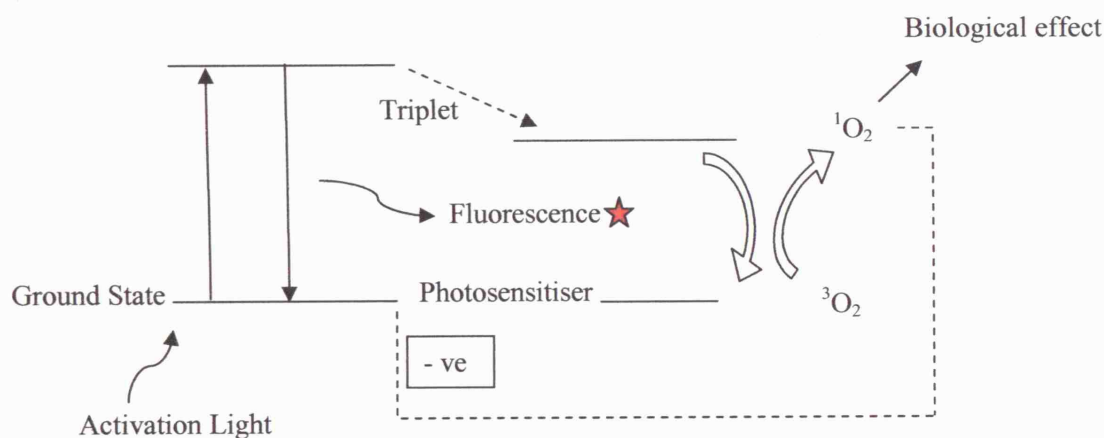 Biological effect
Triplet
¹O₂
Fluorescence
Ground State
Photosensitiser
³O₂
- ve
Activation Light